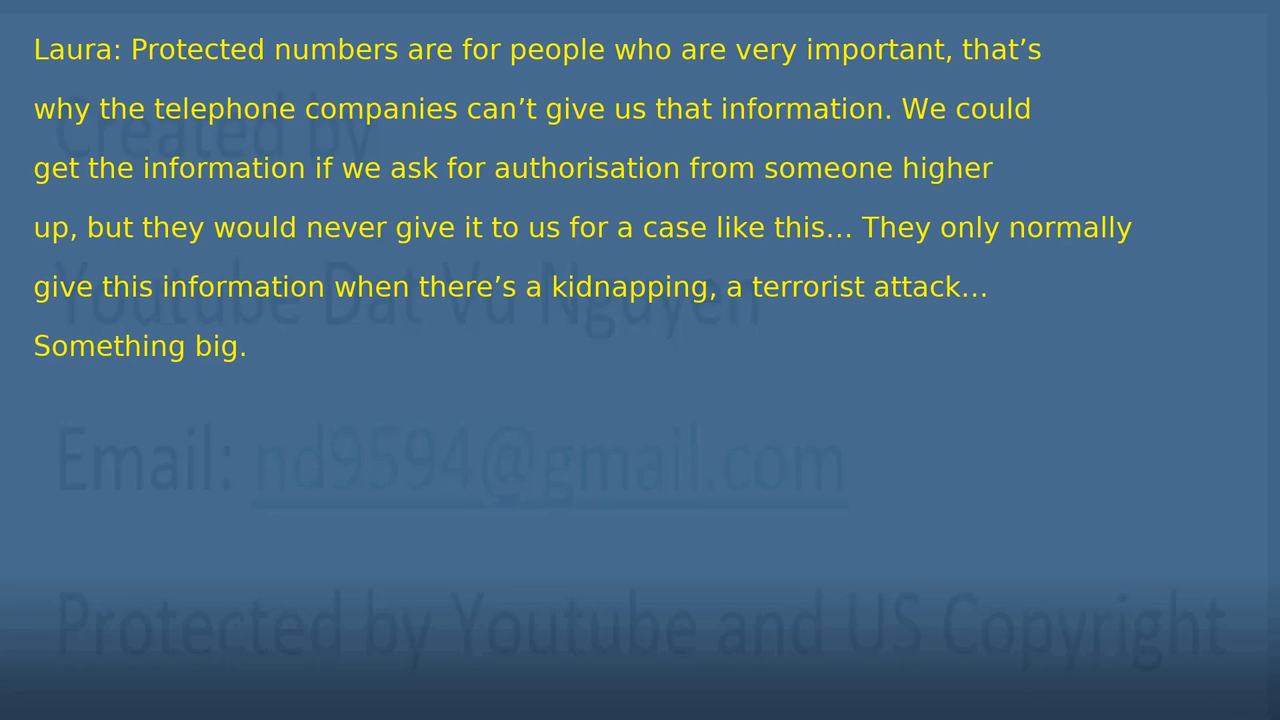 Laura: Protected numbers are for people who are very important, that’s
why the telephone companies can’t give us that information. We could
get the information if we ask for authorisation from someone higher
up, but they would never give it to us for a case like this… They only normally
give this information when there’s a kidnapping, a terrorist attack…
Something big.
Created by
Youtube Dat Vu Nguyen
Email: nd9594@gmail.com
Protected by Youtube and US Copyright